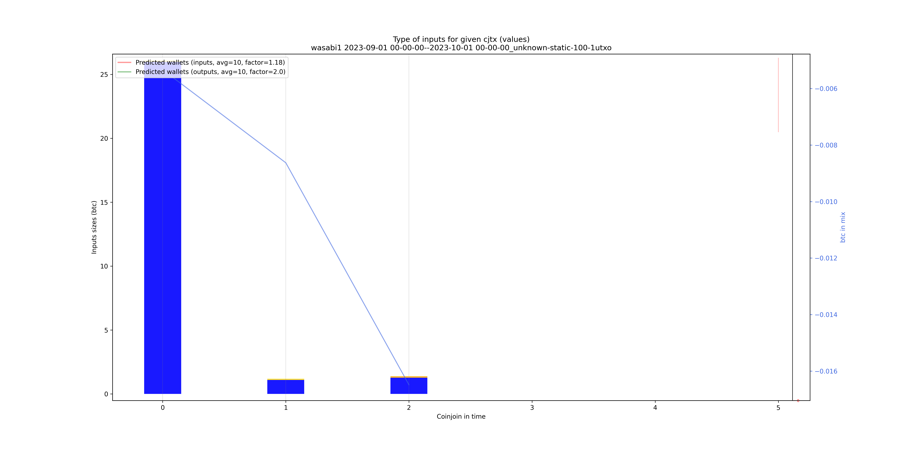 Type of inputs for given cjtx (values)
wasabi1 2023-09-01 00-00-00--2023-10-01 00-00-00_unknown-static-100-1utxo
Predicted wallets (inputs, avg=10, factor=1.18)
Predicted wallets (outputs, avg=10, factor=2.0)
25
20
15
10
5
0
Inputs sizes (btc)
0
1
2
3
4
5
Coinjoin in time
−0.006
−0.008
−0.010
−0.012
−0.014
−0.016
btc in mix